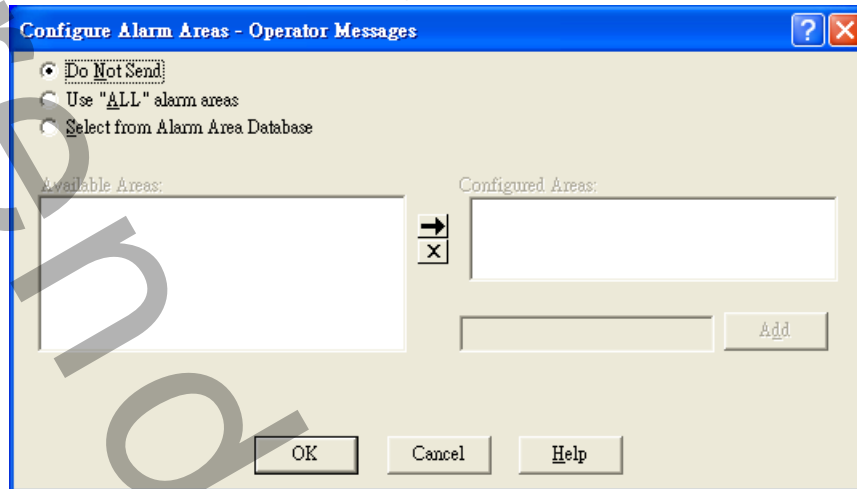 Configure Alarm Areas - Operator Messages
Do Not Send
Use "ALL" alarm areas
Select from Alarm Area Database
Available Areas:
Configured Areas:
Add
OK
Cancel
Help